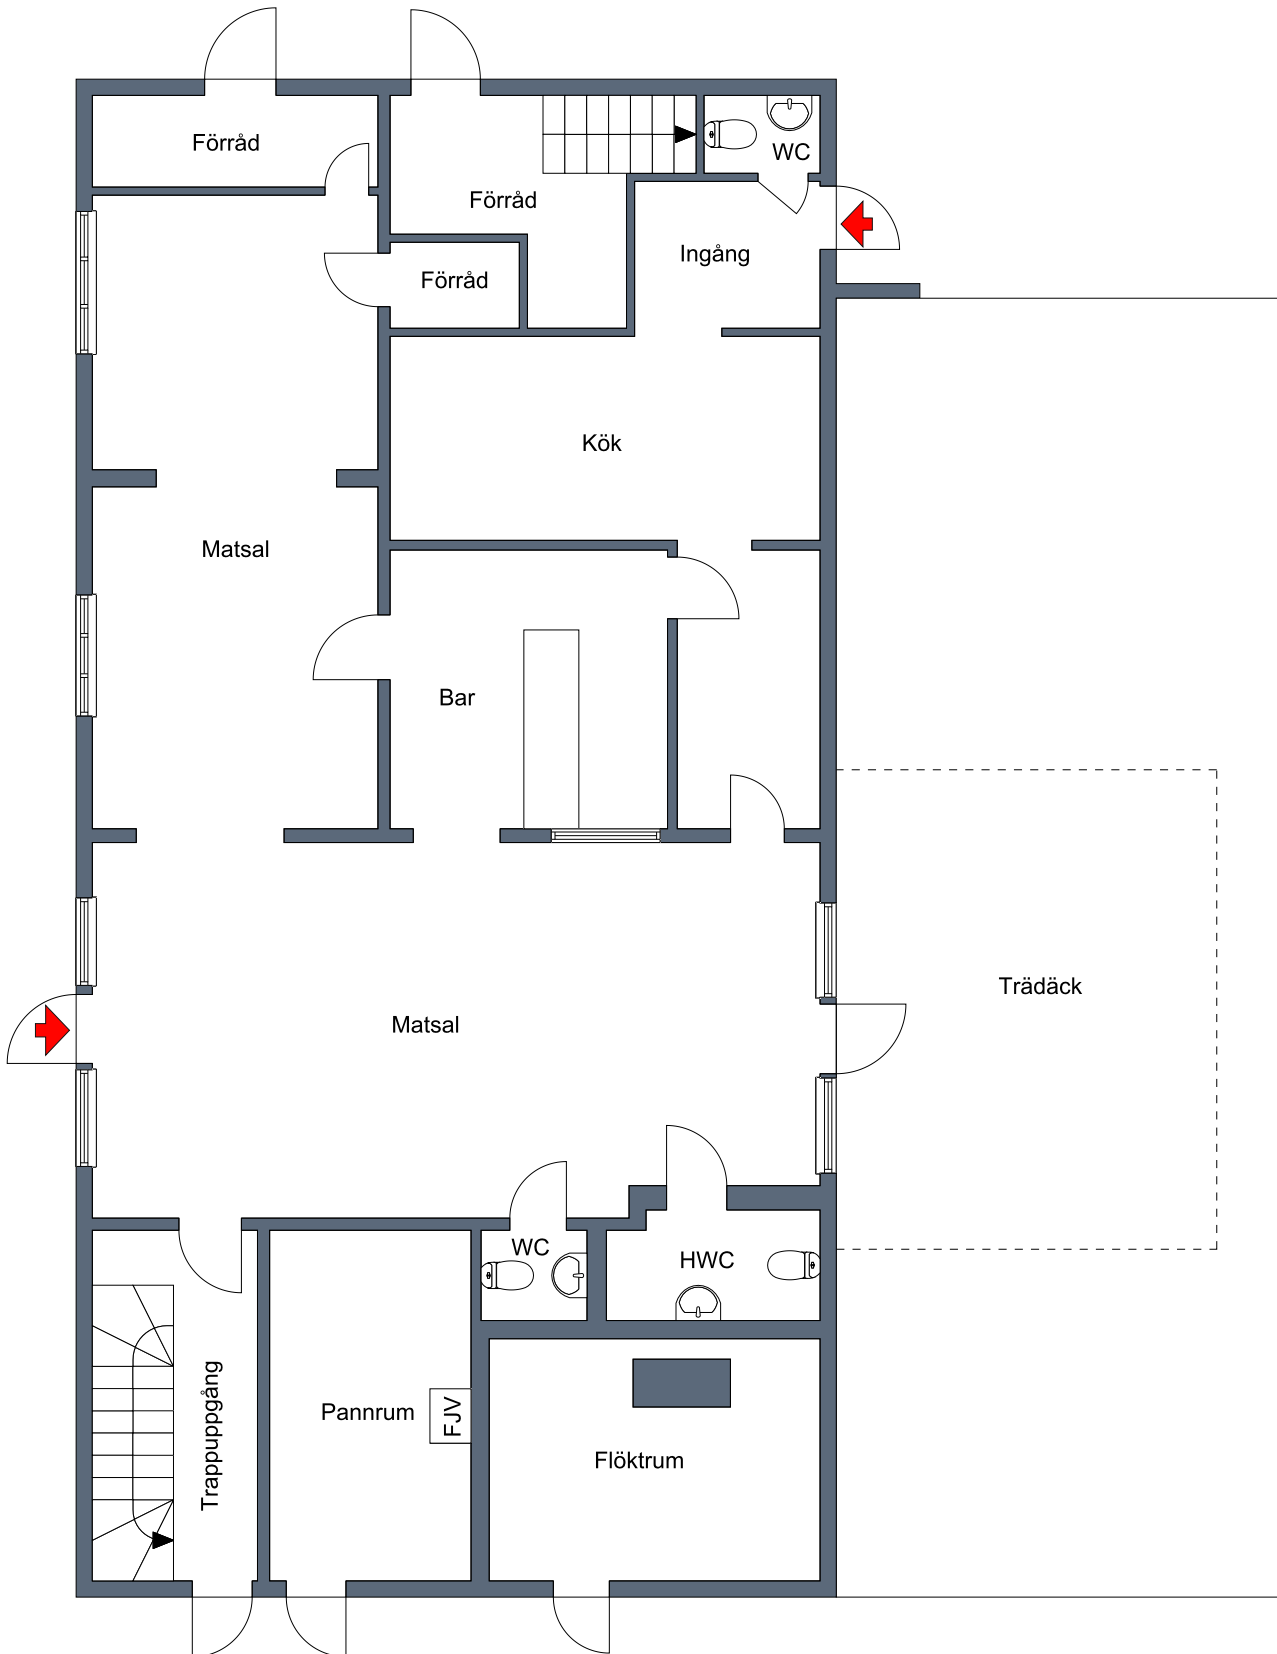 Förråd
WC
Förråd
Ingång
Förråd
Kök
Matsal
Bar
Trädäck
Matsal
WC
HWC
Trappuppgång
Pannrum
FJV
Flöktrum